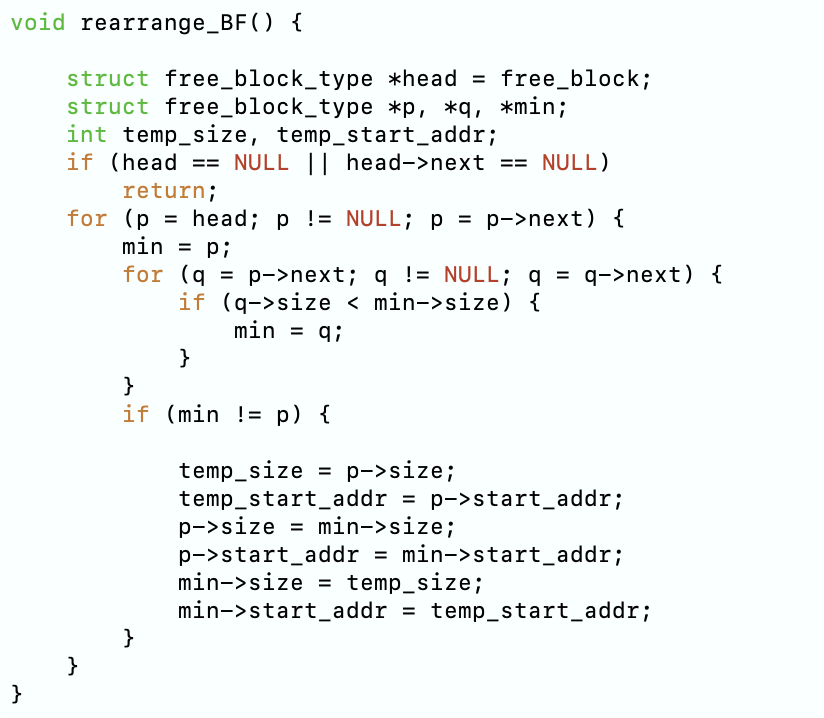 void rearrange_BF() {
struct free_block_type *head = free_block;
struct free_block_type *p, *q, *min;
int temp_size, temp_start_addr;
if (head == NULL || head->next == NULL)
return;
for (p = head; p != NULL; p = p->next) {
min = p;
for (q = p->next; q != NULL; q = q->next) {
if (q->size < min->size) {
min = q;
}
}
if (min != p) {
temp_size = p->size;
temp_start_addr = p->start_addr;
p->size = min->size;
p->start_addr = min->start_addr;
min->size = temp_size;
min->start_addr = temp_start_addr;
}
}
}